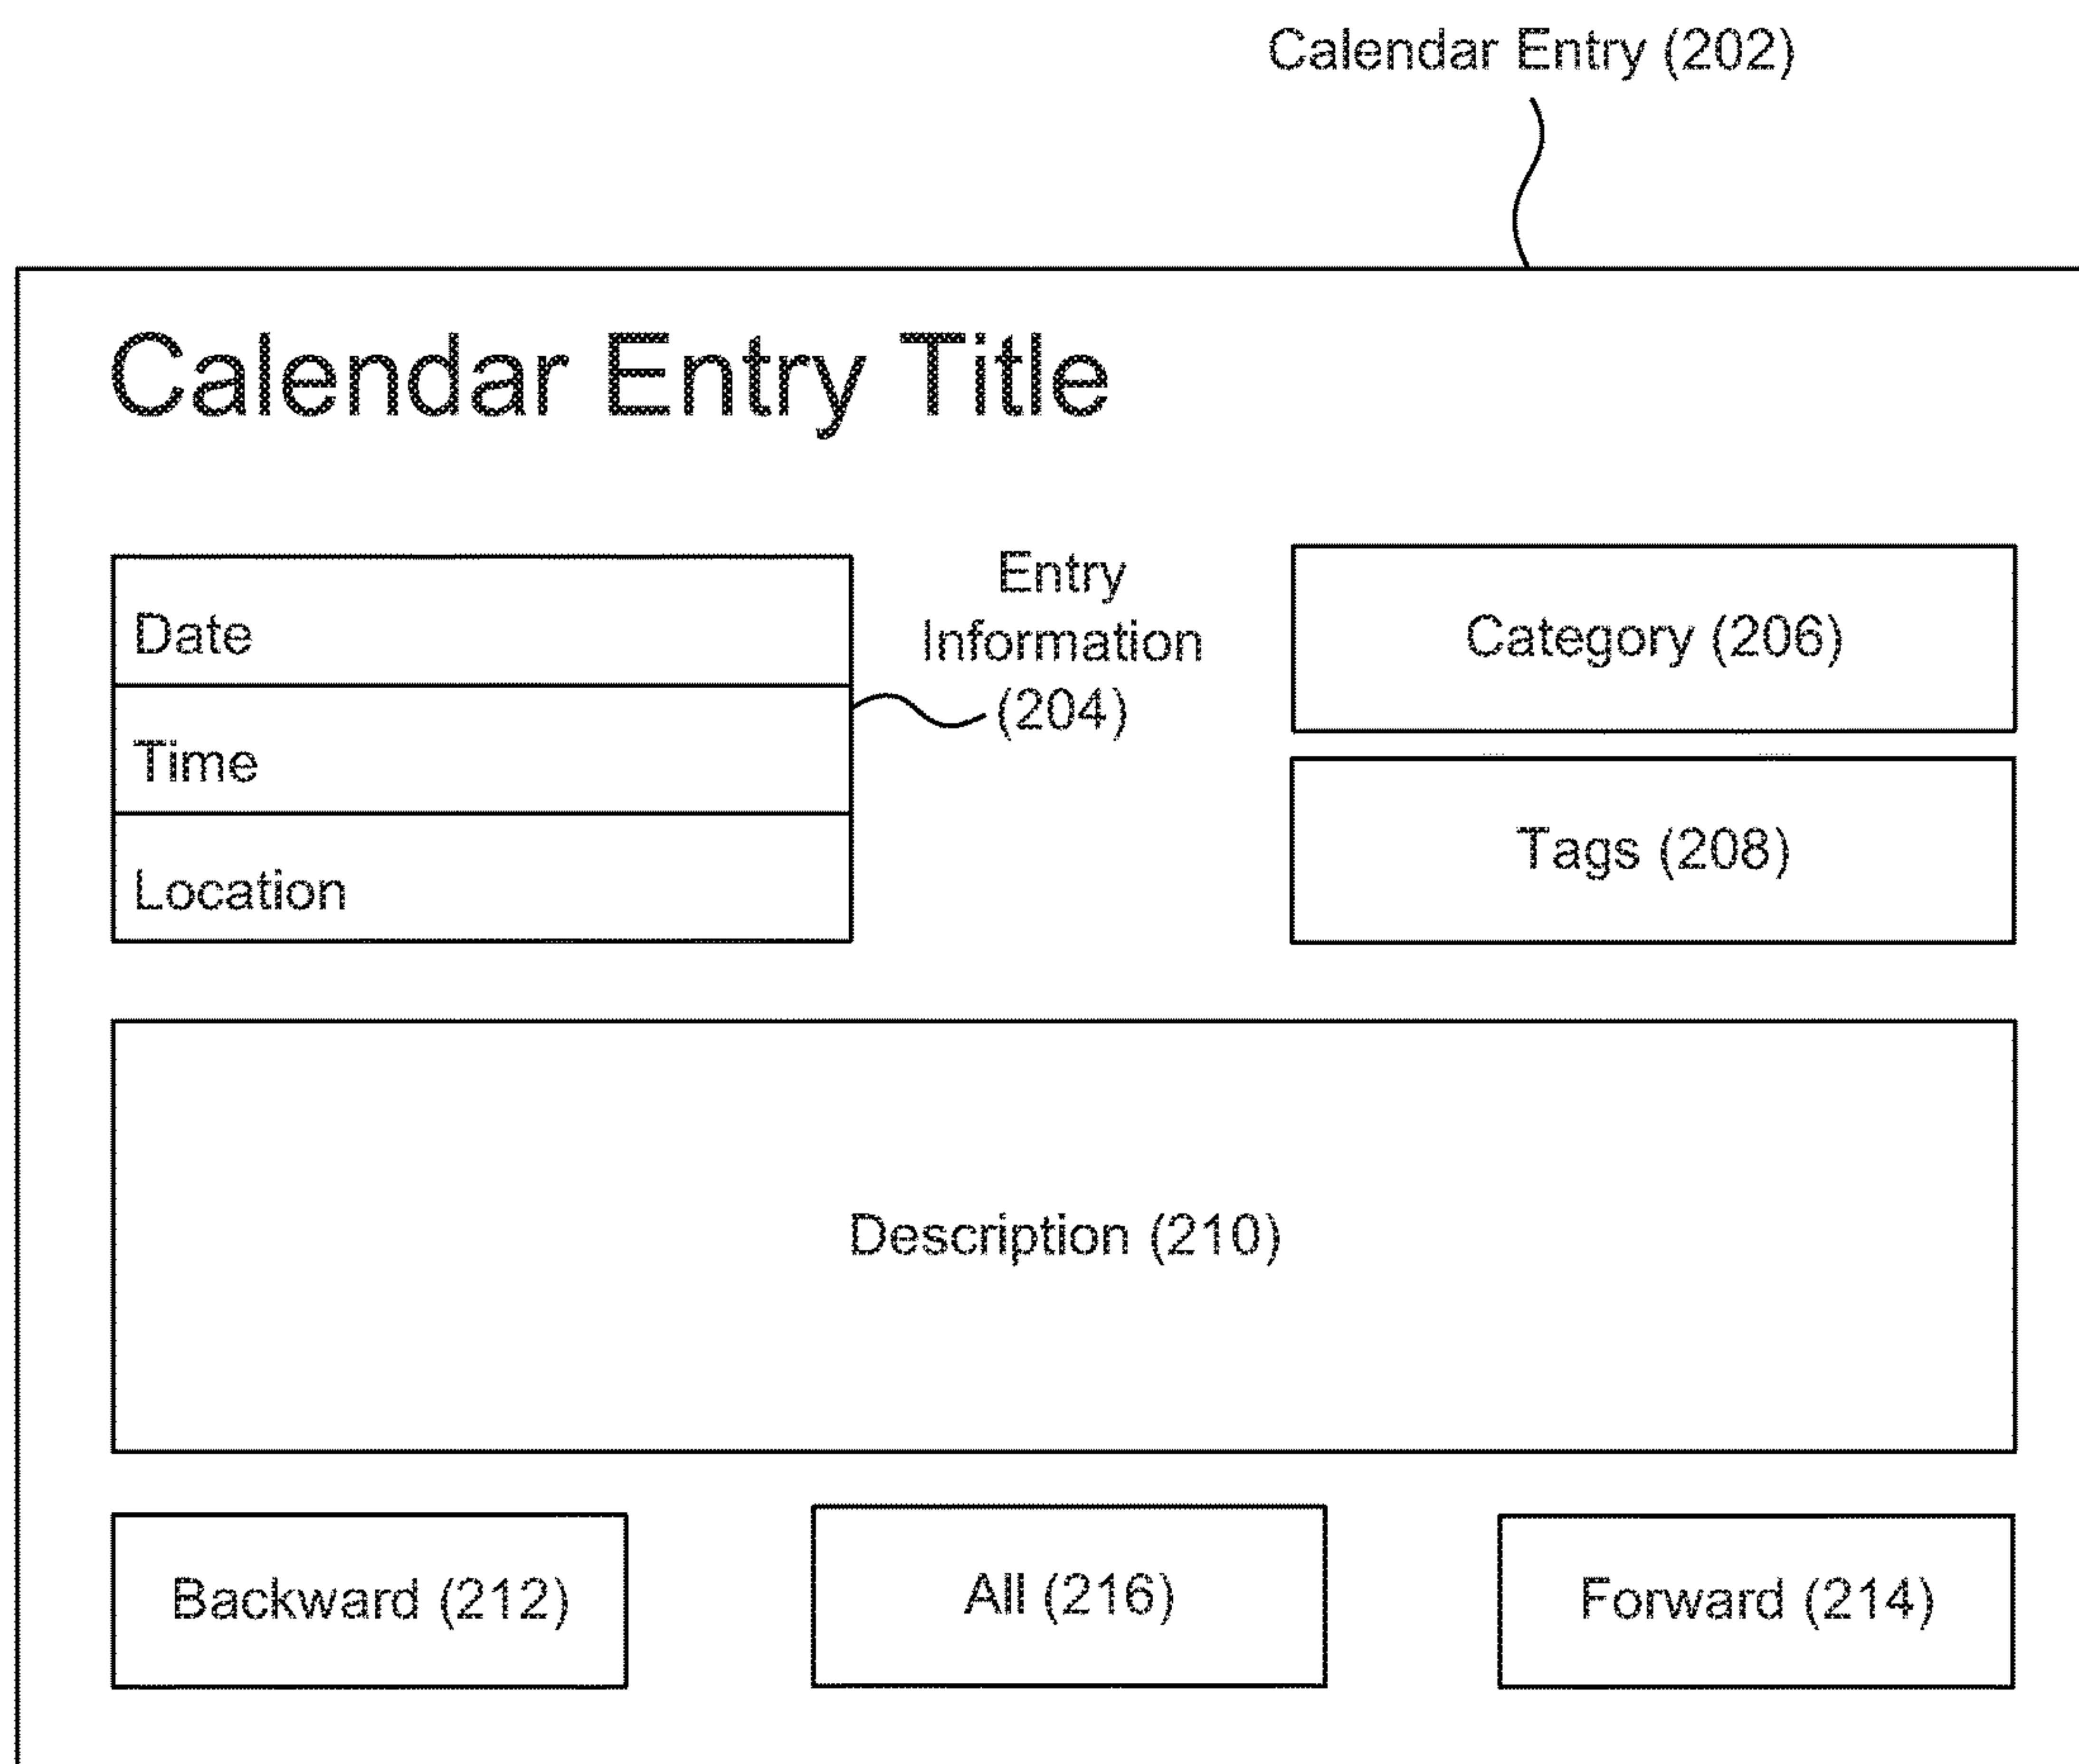 Calendar Entry (202)
Calendar Entry Title
Date
Time
Location
Entry
Information
(204)
Category (206)
Tags (208)
Description (210)
Backward (212)
All (216)
Forward (214)